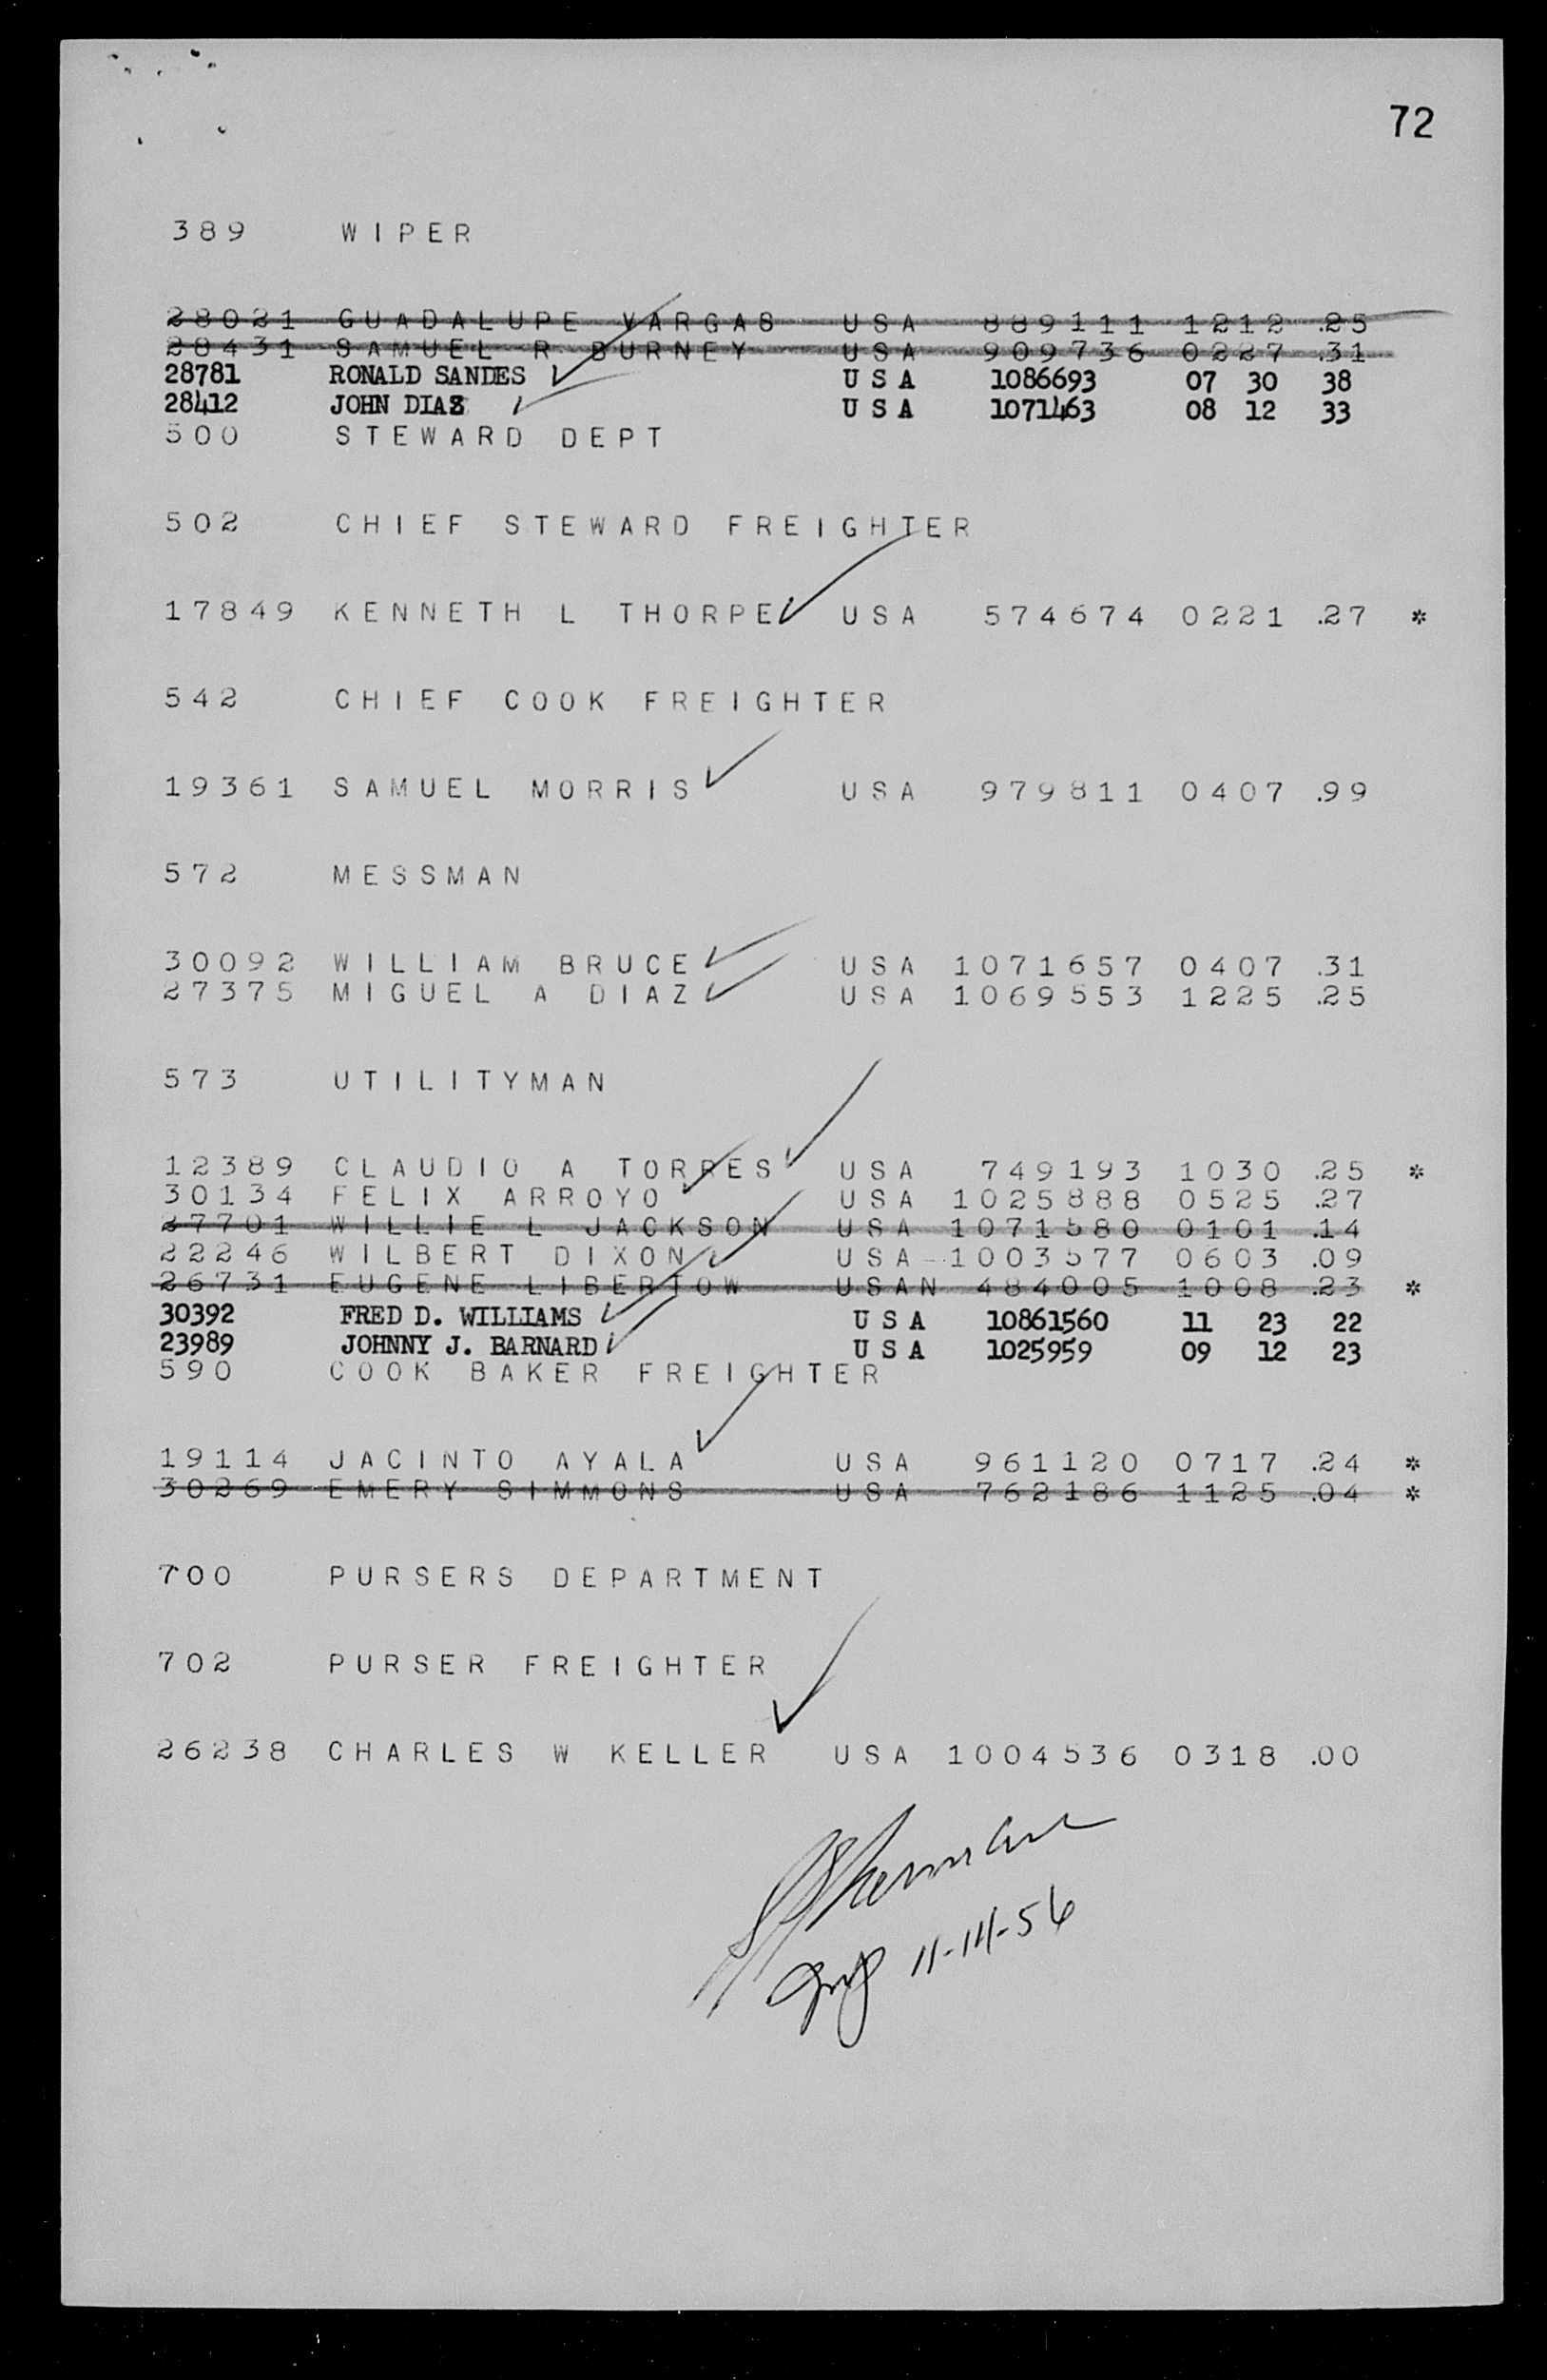 72
389 WIPER
28021 GUADALUPE VARGAS USA 889111 1212 .25
28431 SAMUEL R BURNEY USA 909736 0227 .31
28781 RONALD SANDES USA 1086693 07 30 38
28412 JOHN DIAZ USA 1071463 08 12 33
500 STEWARD DEPT
502 CHIEF STEWARD FREIGHTER
17849 KENNETH L THORPE USA 574674 0221 .27 *
542 CHIEF COOK FREIGHTER
19361 SAMUEL MORRIS USA 979811 0407 .99
572 MESSMAN
30092 WILLIAM BRUCE USA 1071657 0407 .31
27375 MIGUEL A DIAZ USA 1069553 1225 .25
573 UTILITYMAN
12389 CLAUDIO A TORRES USA 749193 1030 .25 *
30134 FELIX ARROYO USA 1025888 0525 .27
27701 WILLIE L JACKSON USA 1071580 0101 .14
22246 WILBERT DIXON USA 1003577 0603 .09
26731 EUGENE LIBERTOW USAN 484005 1008 .23 *
30392 FRED D. WILLIAMS USA 10861560 11 23 22
23989 JOHNNY J. BARNARD USA 1025959 09 12 23
590 COOK BAKER FREIGHTER
19114 JACINTO AYALA USA 961120 0717 .24 *
30269 EMERY SIMMONS USA 762186 1125 .04 *
700 PURSERS DEPARTMENT
702 PURSER FREIGHTER
26238 CHARLES W KELLER USA 1004536 0318 .00
11-14-56